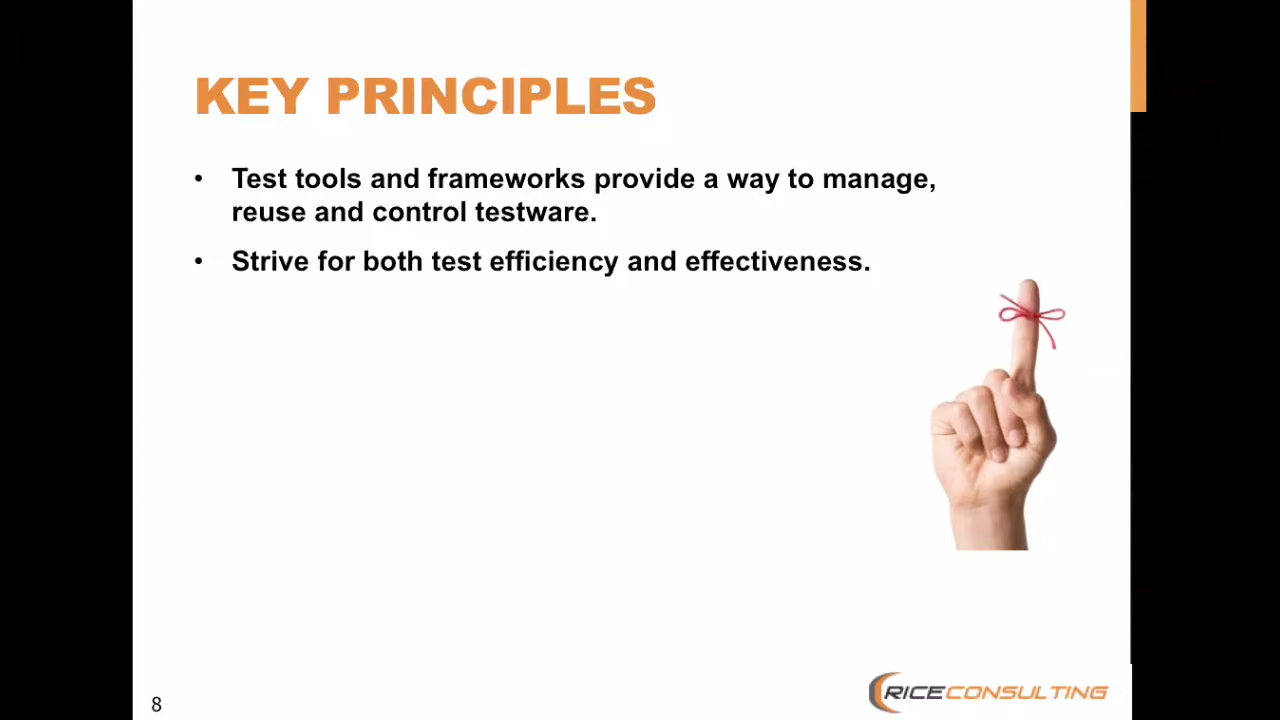 KEY PRINCIPLES
• Test tools and frameworks provide a way to manage,
reuse and control testware.
• Strive for both test efficiency and effectiveness.
8
RICECONSULTING